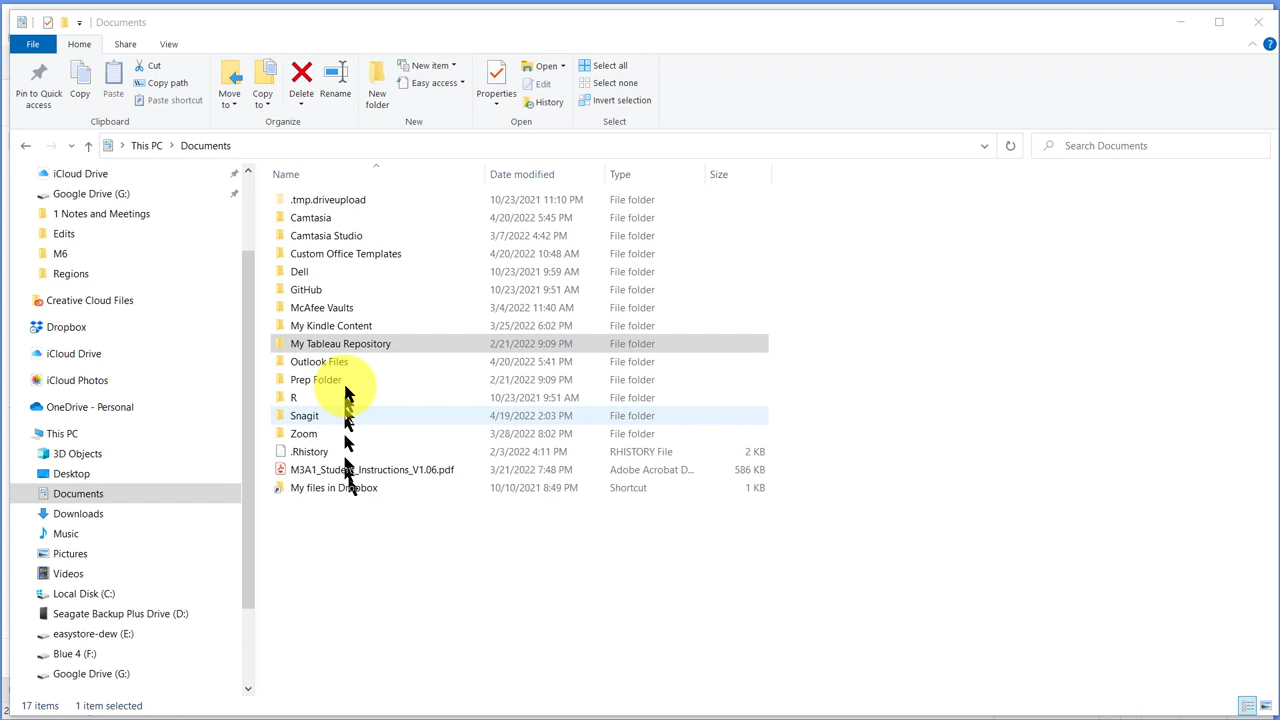 Documents
File Home Share View
Pin to Quick access
Copy
Paste
Cut
Copy path
Paste shortcut
Clipboard
Move to
Copy to
Delete
Rename
Organize
New folder
New item
Easy access
New
Properties
Open
Edit
History
Open
Select all
Select none
Invert selection
Select
This PC Documents
Search Documents
iCloud Drive
Google Drive (G:)
1 Notes and Meetings
Edits
M6
Regions
Creative Cloud Files
Dropbox
iCloud Drive
iCloud Photos
OneDrive - Personal
This PC
3D Objects
Desktop
Documents
Downloads
Music
Pictures
Videos
Local Disk (C:)
Seagate Backup Plus Drive (D:)
easystore-dew (E:)
Blue 4 (F:)
Google Drive (G:)
Name Date modified Type Size
.tmp.driveupload 10/23/2021 11:10 PM File folder
Camtasia 4/20/2022 5:45 PM File folder
Camtasia Studio 3/7/2022 4:42 PM File folder
Custom Office Templates 4/20/2022 10:48 AM File folder
Dell 10/23/2021 9:59 AM File folder
GitHub 10/23/2021 9:51 AM File folder
McAfee Vaults 3/4/2022 11:40 AM File folder
My Kindle Content 3/25/2022 6:02 PM File folder
My Tableau Repository 2/21/2022 9:09 PM File folder
Outlook Files 4/20/2022 5:41 PM File folder
Prep Folder 2/21/2022 9:09 PM File folder
R 10/23/2021 9:51 AM File folder
Snagit 4/19/2022 2:03 PM File folder
Zoom 3/28/2022 8:02 PM File folder
.Rhistory 2/3/2022 4:11 PM RHISTORY File 2 KB
M3A1_Student_Instructions_V1.06.pdf 3/21/2022 7:48 PM Adobe Acrobat D... 586 KB
My files in Dropbox 10/10/2021 8:49 PM Shortcut 1 KB
17 items 1 item selected